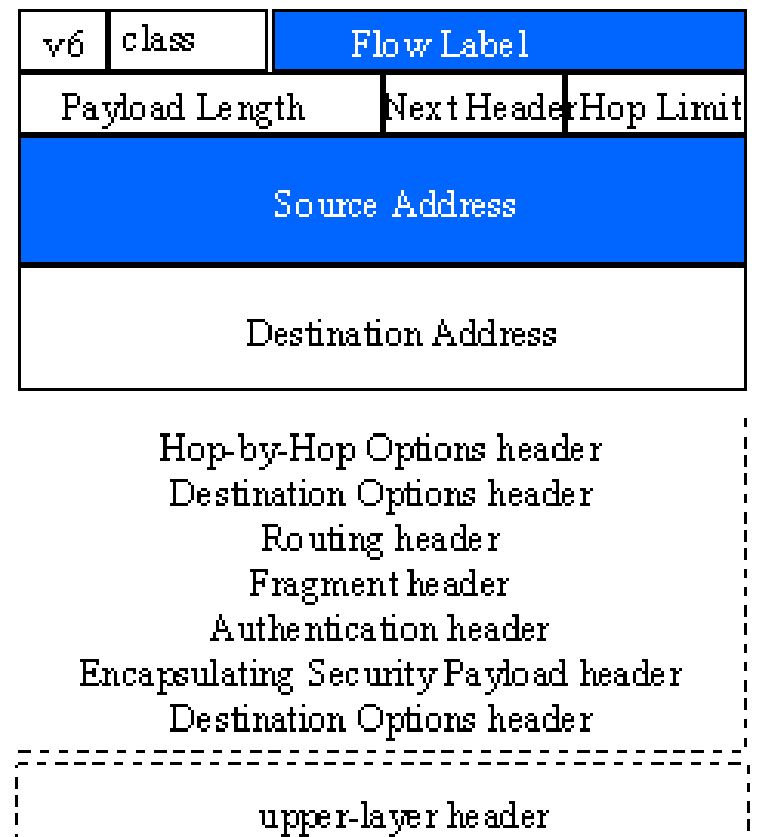 v6 class Flow Label
Payload Length Next Header Hop Limit
Source Address
Destination Address
Hop-by-Hop Options header
Destination Options header
Routing header
Fragment header
Authentication header
Encapsulating Security Payload header
Destination Options header
upper-layer header